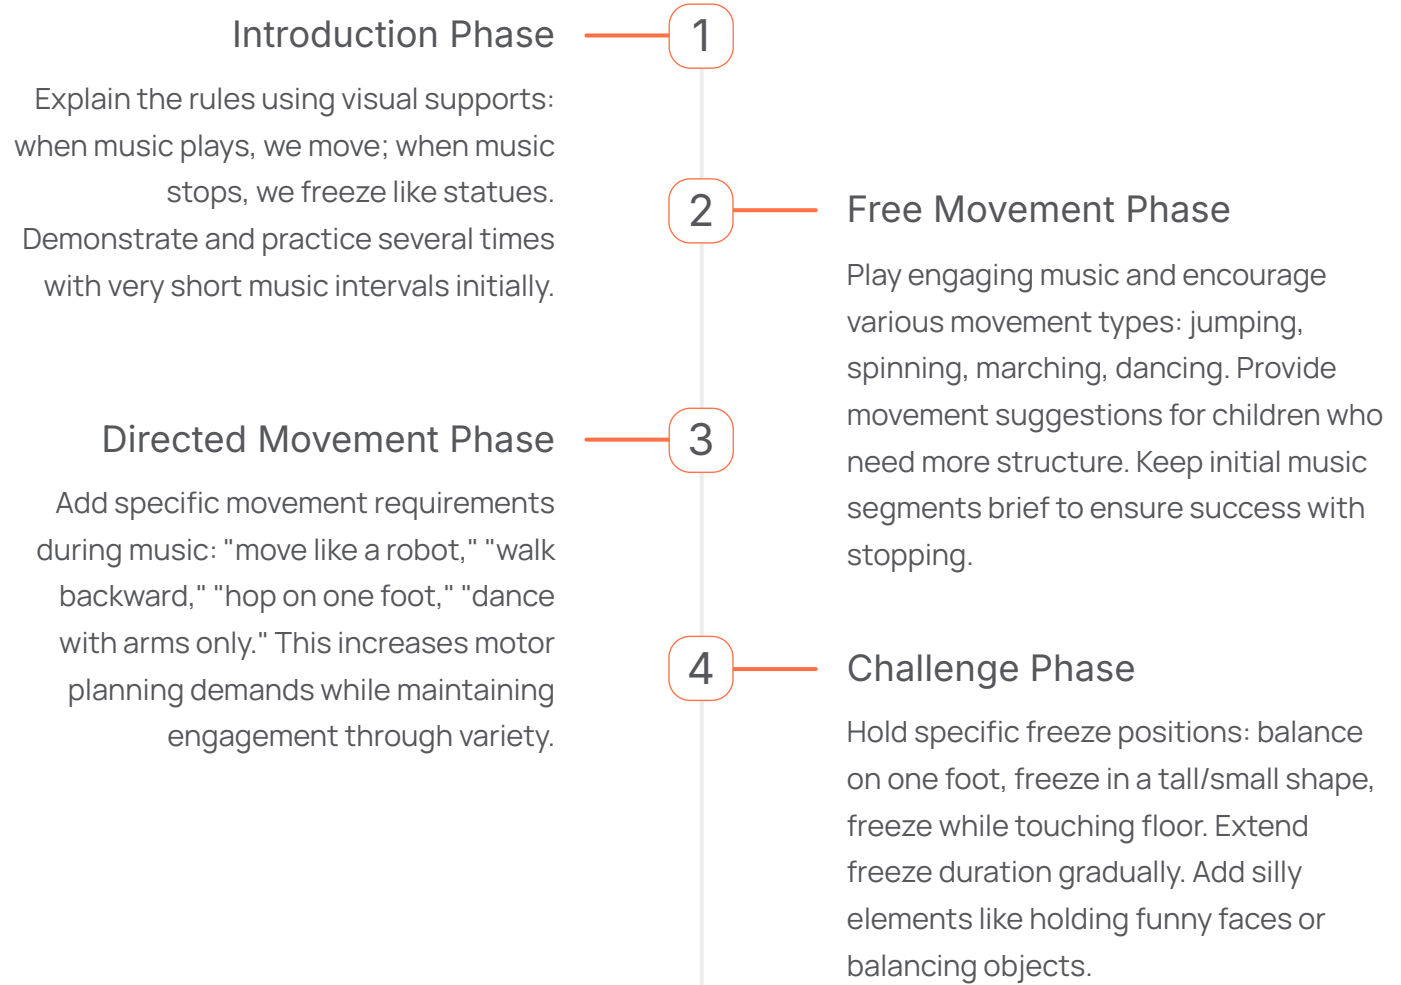 Introduction Phase
1
Explain the rules using visual supports:
when music plays, we move; when music
stops, we freeze like statues.
Demonstrate and practice several times
with very short music intervals initially.
2
Free Movement Phase
Play engaging music and encourage
various movement types: jumping,
spinning, marching, dancing. Provide
movement suggestions for children who
need more structure. Keep initial music
segments brief to ensure success with
stopping.
Directed Movement Phase
3
Add specific movement requirements
during music: "move like a robot," "walk
backward," "hop on one foot," "dance
with arms only." This increases motor
planning demands while maintaining
engagement through variety.
4
Challenge Phase
Hold specific freeze positions: balance
on one foot, freeze in a tall/small shape,
freeze while touching floor. Extend
freeze duration gradually. Add silly
elements like holding funny faces or
balancing objects.